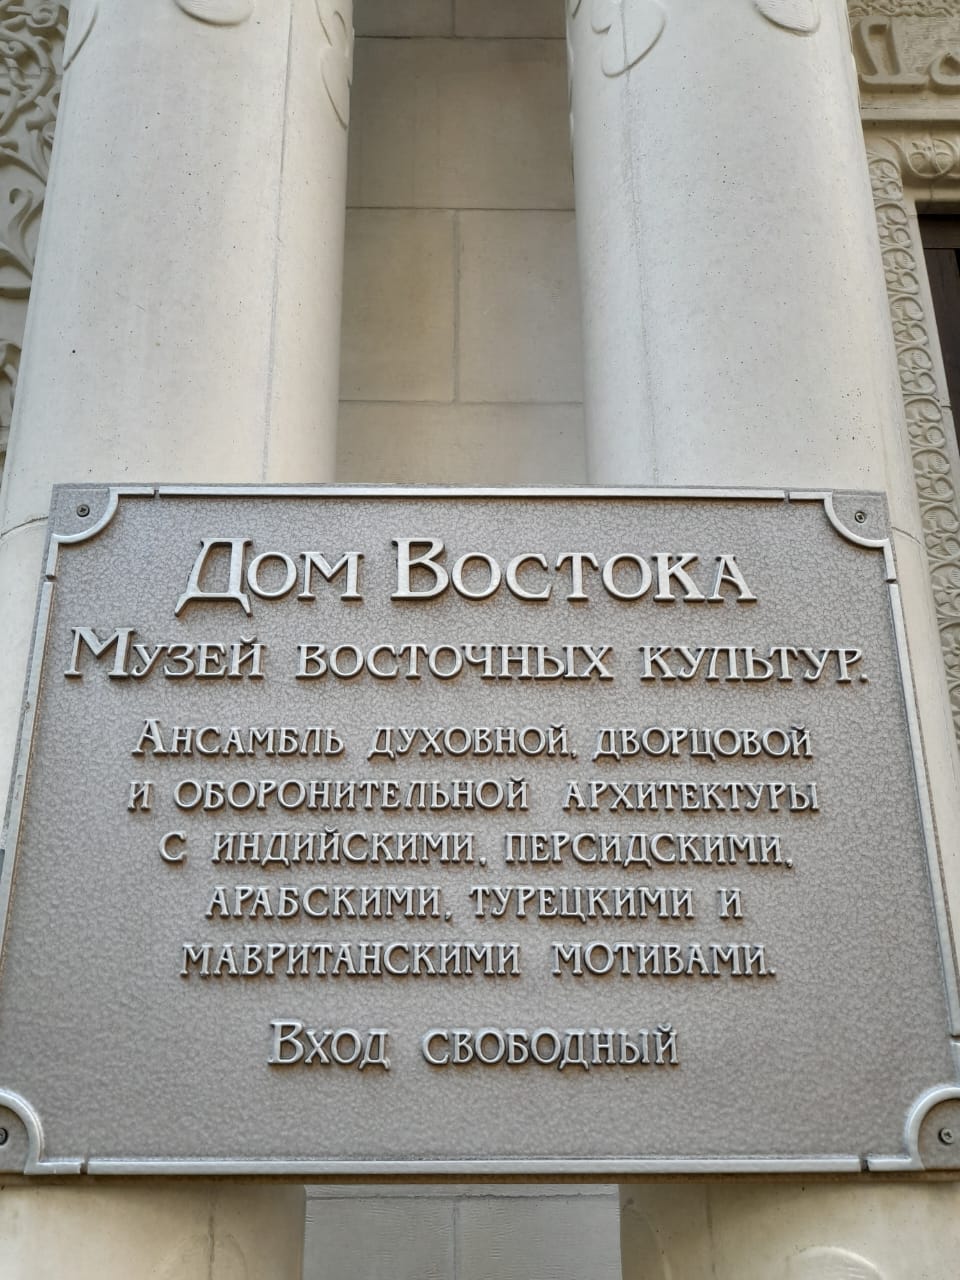 Дом Востока
Музей восточных культур.
Ансамбль духовной, дворцовой
и оборонительной архитектуры
с индийскими, персидскими,
арабскими, турецкими и
мавританскими мотивами.
Вход свободный